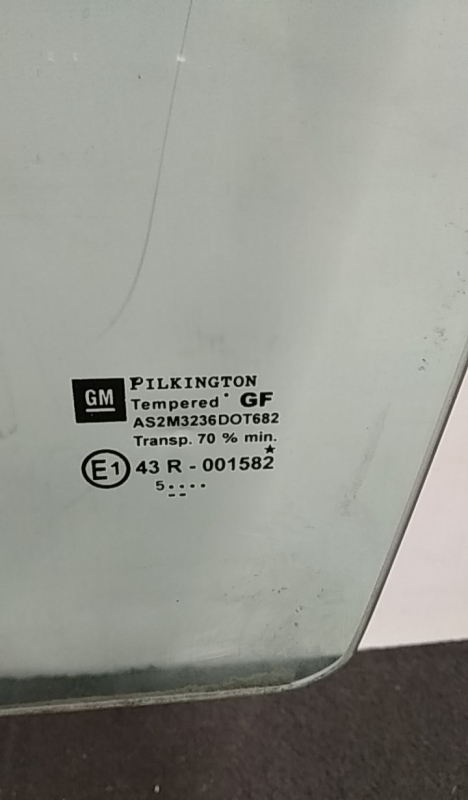 GM
PILKINGTON
Tempered GF
AS2M3236DOT682
Transp. 70 % min.
E1 43 R - 001582
5